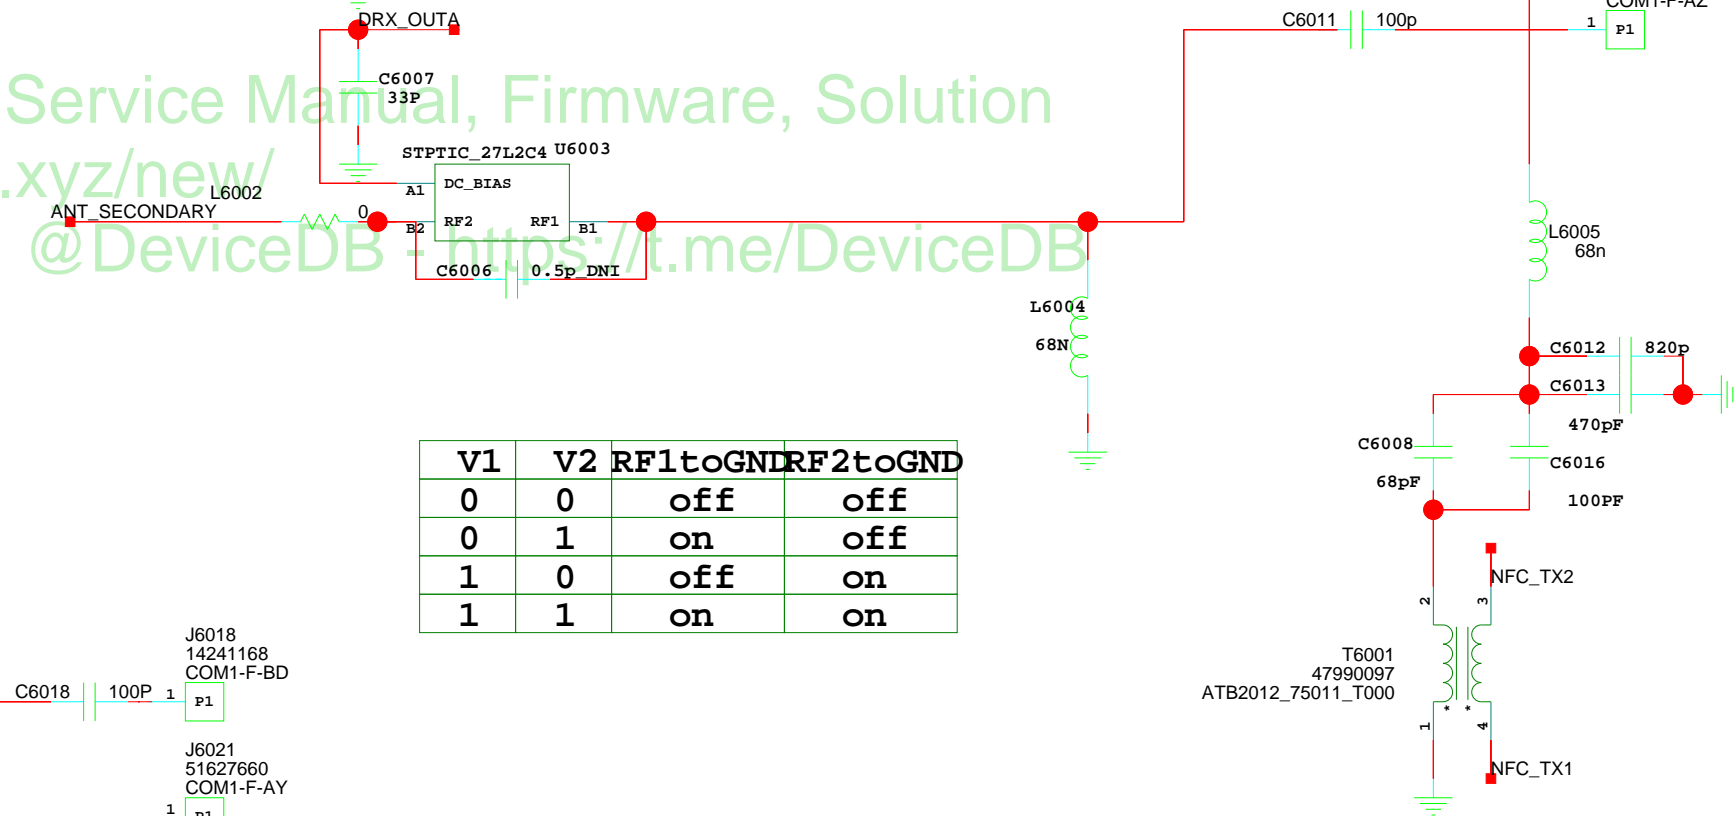 COM1-F-AZ
DRX_OUTA
C6011 100p
1 P1
C6007
33P
Service Manual, Firmware, Solution
STPTIC_27L2C4 U6003
.xyz/new/
A1 DC_BIAS
L6002
ANT_SECONDARY 0
B2 RF2 RF1 B1
@DeviceDB - https://t.me/DeviceDB
C6006 0.5p_DNI
L6005
68n
L6004
68N
C6012 820p
C6013
470pF
C6008
C6016
68pF
100PF
V1 V2 RF1toGND RF2toGND
0 0 off off
0 1 on off
1 0 off on
1 1 on on
NFC_TX2
2 3
T6001
47990097
ATB2012_75011_T000
* *
1 4
NFC_TX1
J6018
14241168
COM1-F-BD
C6018 100P 1 P1
J6021
51627660
COM1-F-AY
1 P1